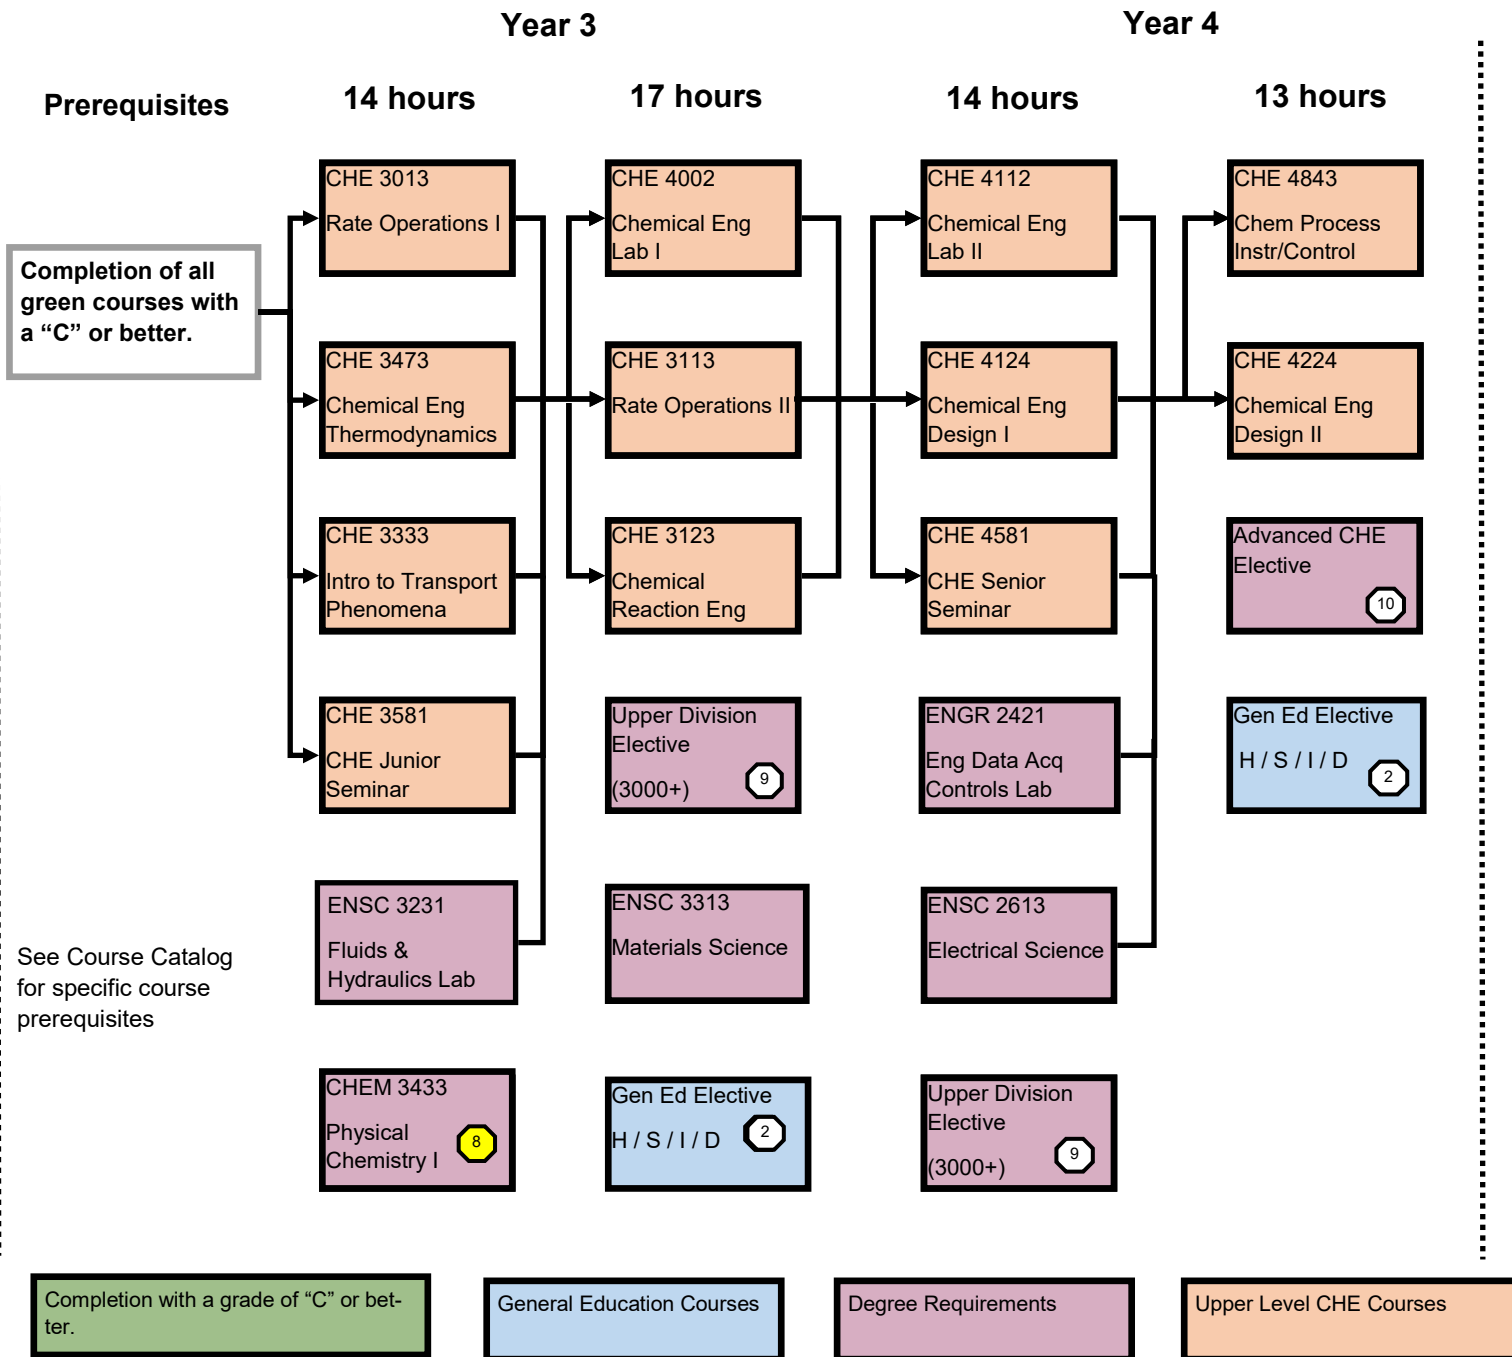 Year 3
Year 4
Prerequisites
14 hours
17 hours
14 hours
13 hours
Completion of all
green courses with
a “C” or better.
See Course Catalog
for specific course
prerequisites
CHE 3013
Rate Operations I
CHE 3473
Chemical Eng
Thermodynamics
CHE 3333
Intro to Transport
Phenomena
CHE 3581
CHE Junior
Seminar
ENSC 3231
Fluids &
Hydraulics Lab
CHEM 3433
Physical
Chemistry I
8
CHE 4002
Chemical Eng
Lab I
CHE 3113
Rate Operations II
CHE 3123
Chemical
Reaction Eng
Upper Division
Elective
(3000+)
9
ENSC 3313
Materials Science
Gen Ed Elective
H / S / I / D
2
CHE 4112
Chemical Eng
Lab II
CHE 4124
Chemical Eng
Design I
CHE 4581
CHE Senior
Seminar
ENGR 2421
Eng Data Acq
Controls Lab
ENSC 2613
Electrical Science
Upper Division
Elective
(3000+)
9
CHE 4843
Chem Process
Instr/Control
CHE 4224
Chemical Eng
Design II
Advanced CHE
Elective
10
Gen Ed Elective
H / S / I / D
2
Completion with a grade of “C” or bet-
ter.
General Education Courses
Degree Requirements
Upper Level CHE Courses